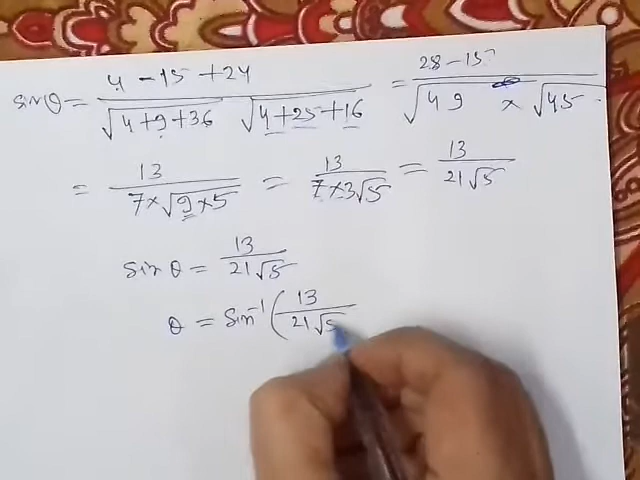 sinθ = 4 - 15 + 24 / √4+9+36 √4+25+16 = 28-15 / √49 × √45
= 13 / 7×√9×5 = 13 / 7×3√5 = 13 / 21√5
sin θ = 13 / 21√5
θ = Sin⁻¹ ( 13 / 21√5